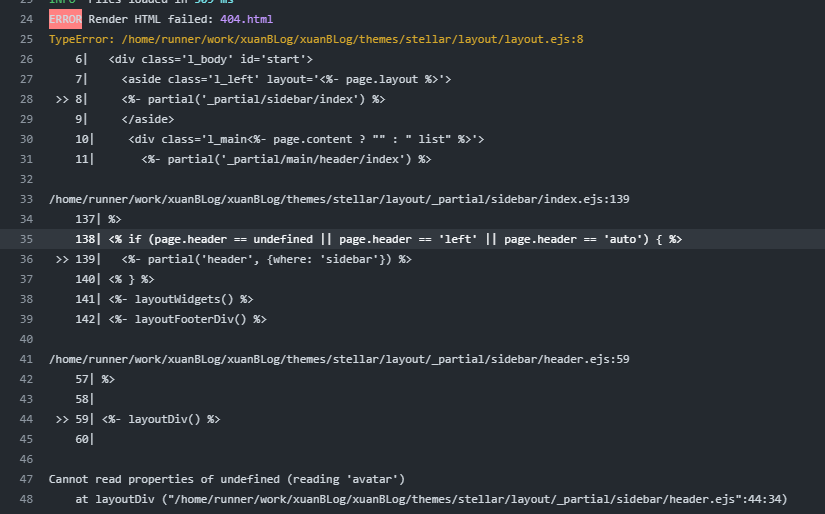 23 INFO Files loaded in 309 ms
24 ERROR Render HTML failed: 404.html
25 TypeError: /home/runner/work/xuanBLog/xuanBLog/themes/stellar/layout/layout.ejs:8
26 6| <div class='l_body' id='start'>
27 7| <aside class='l_left' layout='<%- page.layout %>'>
28 >> 8| <%- partial('_partial/sidebar/index') %>
29 9| </aside>
30 10| <div class='l_main<%- page.content ? "" : " list" %>'>
31 11| <%- partial('_partial/main/header/index') %>
32
33 /home/runner/work/xuanBLog/xuanBLog/themes/stellar/layout/_partial/sidebar/index.ejs:139
34 137| %>
35 138| <% if (page.header == undefined || page.header == 'left' || page.header == 'auto') { %>
36 >> 139| <%- partial('header', {where: 'sidebar'}) %>
37 140| <% } %>
38 141| <%- layoutWidgets() %>
39 142| <%- layoutFooterDiv() %>
40
41 /home/runner/work/xuanBLog/xuanBLog/themes/stellar/layout/_partial/sidebar/header.ejs:59
42 57| %>
43 58|
44 >> 59| <%- layoutDiv() %>
45 60|
46
47 Cannot read properties of undefined (reading 'avatar')
48 at layoutDiv ("/home/runner/work/xuanBLog/xuanBLog/themes/stellar/layout/_partial/sidebar/header.ejs":44:34)